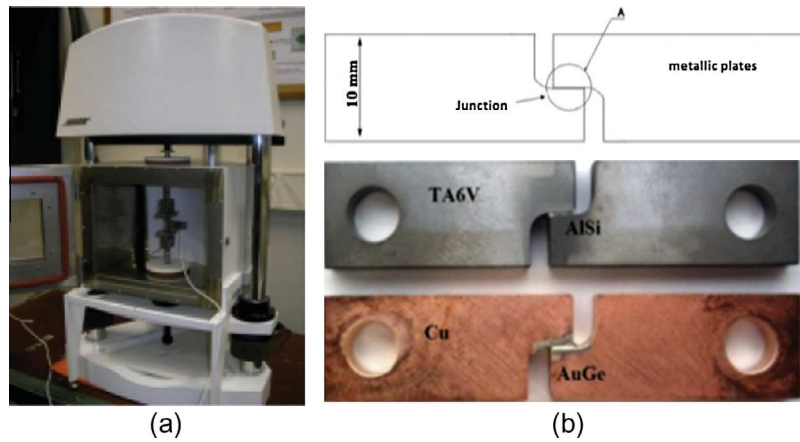 A
10 mm
metallic plates
Junction
TA6V
AlSi
Cu
AuGe
(a)
(b)